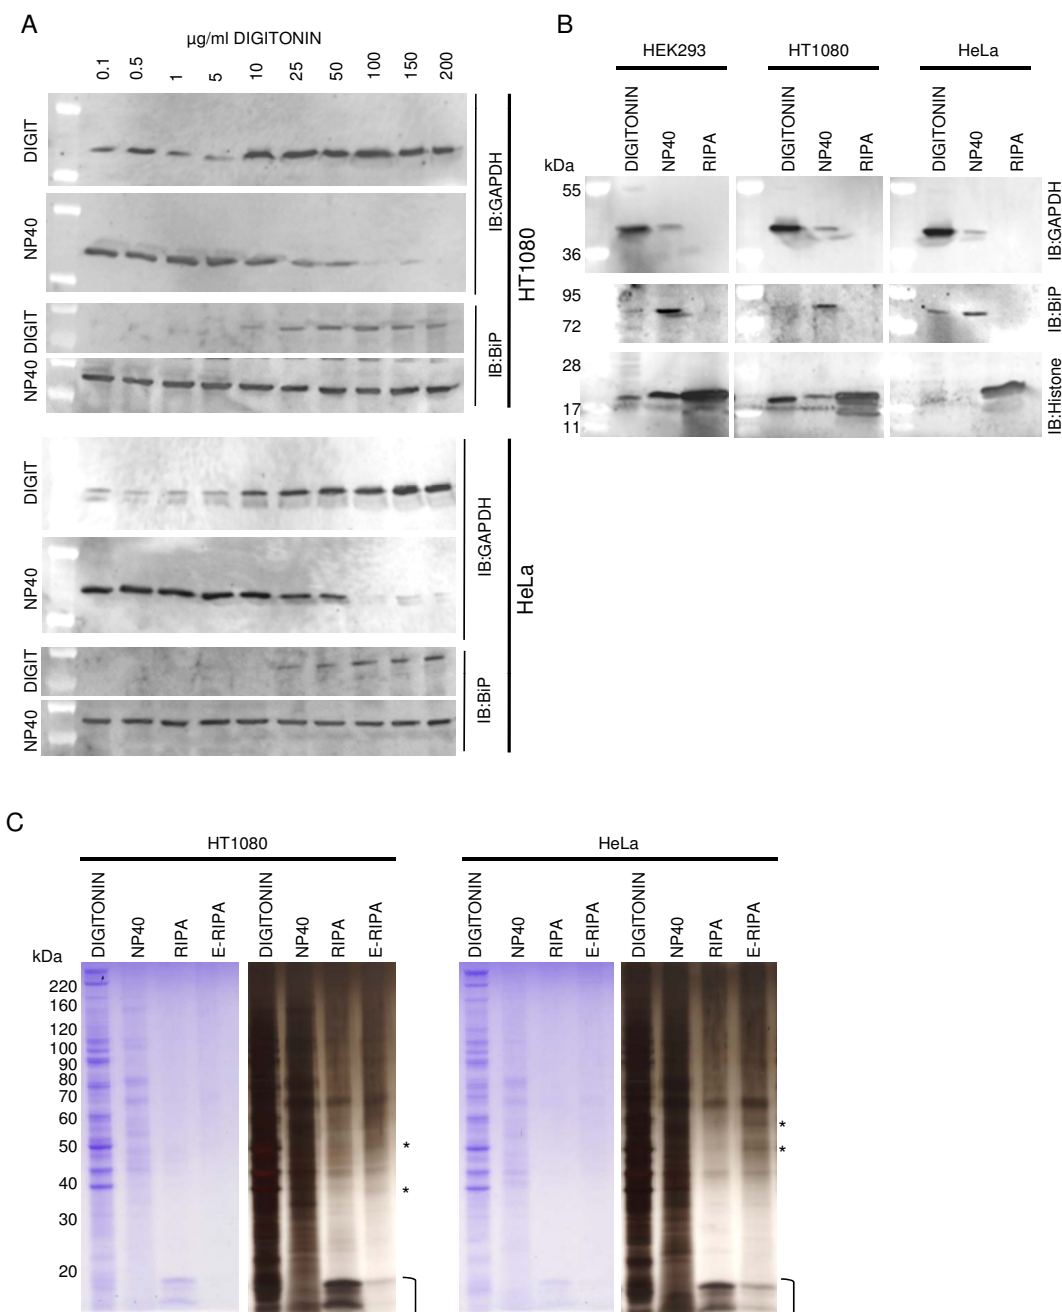 A
µg/ml DIGITONIN
0.1 0.5 1 5 10 25 50 100 150 200
DIGIT
NP40
DIGIT
NP40
IB:GAPDH
IB:BiP
HT1080
DIGIT
NP40
DIGIT
NP40
IB:GAPDH
IB:BiP
HeLa
B
HEK293 HT1080 HeLa
DIGITONIN NP40 RIPA DIGITONIN NP40 RIPA DIGITONIN NP40 RIPA
kDa
55
36
IB:GAPDH
95
72
IB:BiP
28
17
11
IB:Histone
C
HT1080 HeLa
DIGITONIN NP40 RIPA E-RIPA DIGITONIN NP40 RIPA E-RIPA DIGITONIN NP40 RIPA E-RIPA DIGITONIN NP40 RIPA E-RIPA
kDa
220
160
120
100
90
80
70
60
*
50 * *
40 *
30
20